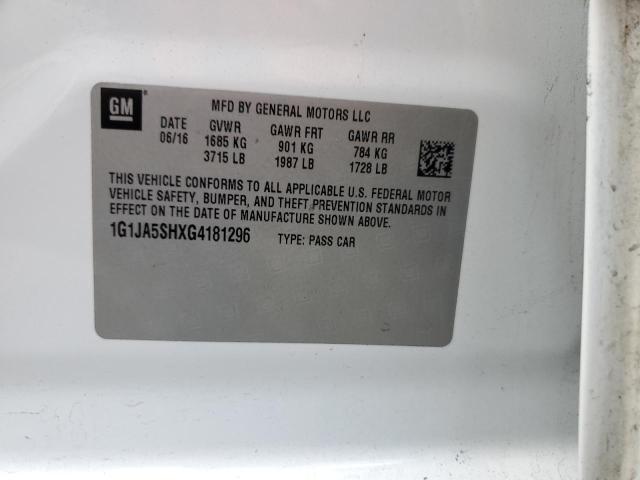 GM
MFD BY GENERAL MOTORS LLC
DATE GVWR GAWR FRT GAWR RR
06/16 1685 KG 901 KG 784 KG
3715 LB 1987 LB 1728 LB
THIS VEHICLE CONFORMS TO ALL APPLICABLE U.S. FEDERAL MOTOR
VEHICLE SAFETY, BUMPER, AND THEFT PREVENTION STANDARDS IN
EFFECT ON THE DATE OF MANUFACTURE SHOWN ABOVE.
1G1JA5SHXG4181296 TYPE: PASS CAR